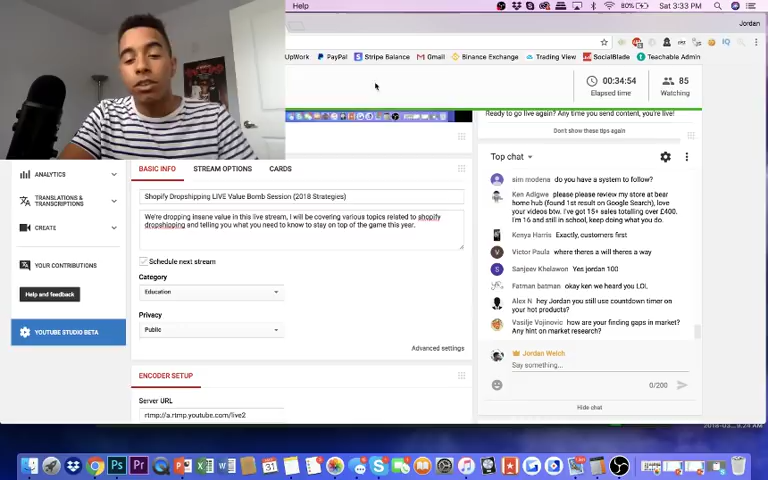 Help
80%
Sat 3:33 PM
Jordan
UpWork
PayPal
Stripe Balance
Gmail
Binance Exchange
Trading View
SocialBlade
Teachable Admin
00:34:54
Elapsed time
85
Watching
Ready to go live again? Any time you send content, you're live!
Don't show these tips again
ANALYTICS
TRANSLATIONS &
TRANSCRIPTIONS
CREATE
YOUR CONTRIBUTIONS
Help and feedback
YOUTUBE STUDIO BETA
BASIC INFO
STREAM OPTIONS
CARDS
Shopify Dropshipping LIVE Value Bomb Session (2018 Strategies)
We're dropping insane value in this live stream, I will be covering various topics related to shopify
dropshipping and telling you what you need to know to stay on top of the game this year.
Schedule next stream
Category
Education
Privacy
Public
Advanced settings
ENCODER SETUP
Server URL
rtmp://a.rtmp.youtube.com/live2
Top chat
sim modena do you have a system to follow?
Ken Adigwe please please review my store at bear
home hub (found 1st result on Google Search), love
your videos btw. I've got 15+ sales totalling over £400.
I'm 16 and still in school, keep doing what you do.
Kenya Harris Exactly, customers first
Victor Paula where theres a will theres a way
Sanjeev Khelawon Yes jordan 100
Fatman batman okay ken we heard you LOL
Alex N hey Jordan you still use countdown timer on
your hot products?
Vasilje Vojinovic how are your finding gaps in market?
Any hint on market research?
Jordan Welch
Say something...
0/200
Hide chat